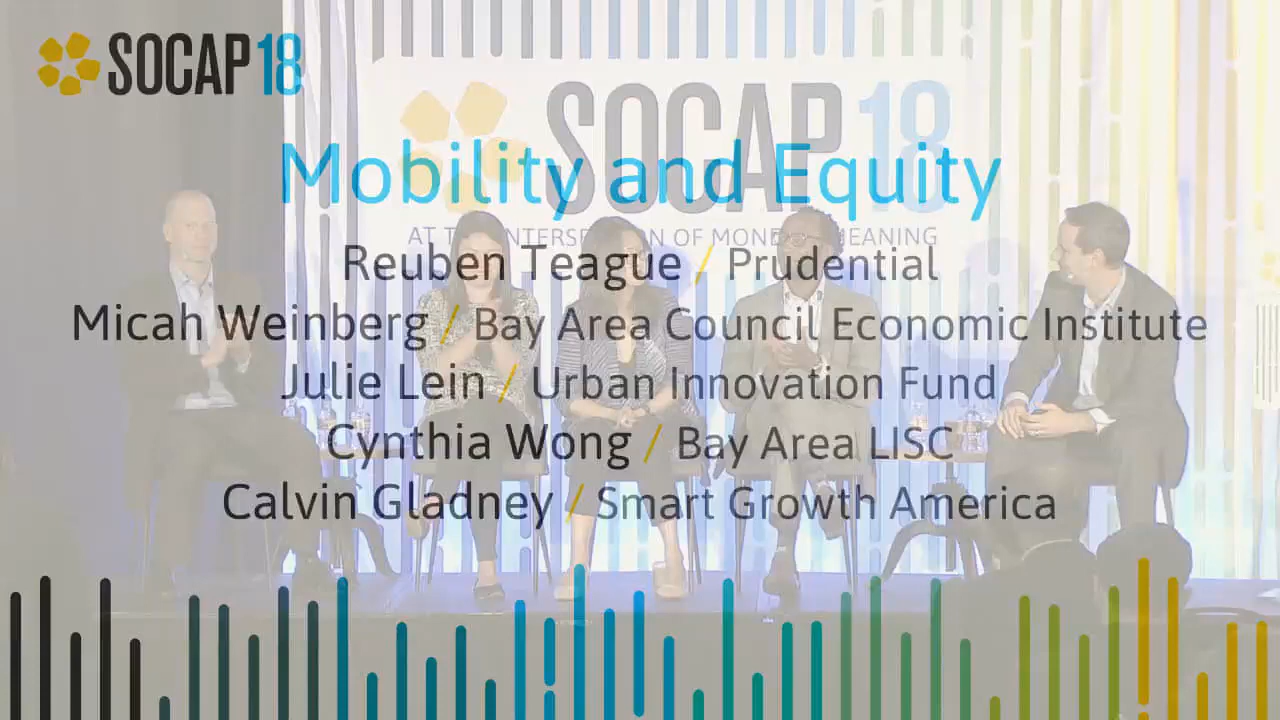 SOCAP18
SOCAP18
Mobility and Equity
AT THE INTERSECTION OF MONEY MEANING
Reuben Teague / Prudential
Micah Weinberg / Bay Area Council Economic Institute
Julie Lein / Urban Innovation Fund
Cynthia Wong / Bay Area LISC
Calvin Gladney / Smart Growth America